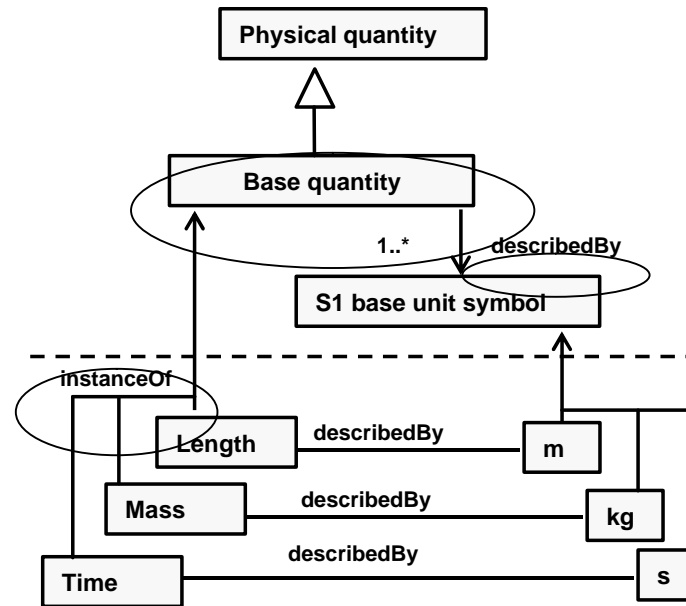 Physical quantity
Base quantity
1..*
describedBy
S1 base unit symbol
instanceOf
Length
describedBy
m
Mass
describedBy
kg
Time
describedBy
s